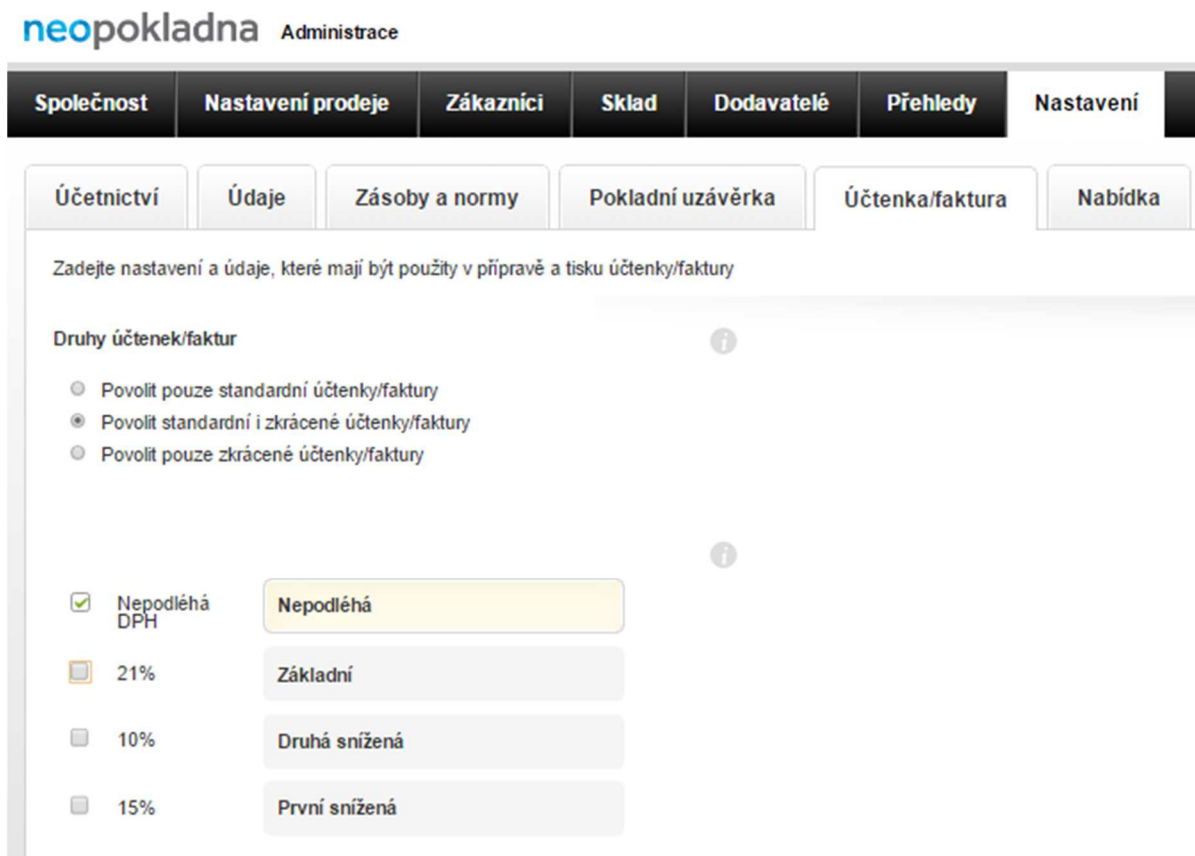 neopokladna Administrace
Společnost Nastavení prodeje Zákazníci Sklad Dodavatelé Přehledy Nastavení
Účetnictví Údaje Zásoby a normy Pokladní uzávěrka Účtenka/faktura Nabídka
Zadejte nastavení a údaje, které mají být použity v přípravě a tisku účtenky/faktury
Druhy účtenek/faktur
Povolit pouze standardní účtenky/faktury
Povolit standardní i zkrácené účtenky/faktury
Povolit pouze zkrácené účtenky/faktury
Nepodléhá DPH Nepodléhá
21% Základní
10% Druhá snížená
15% První snížená